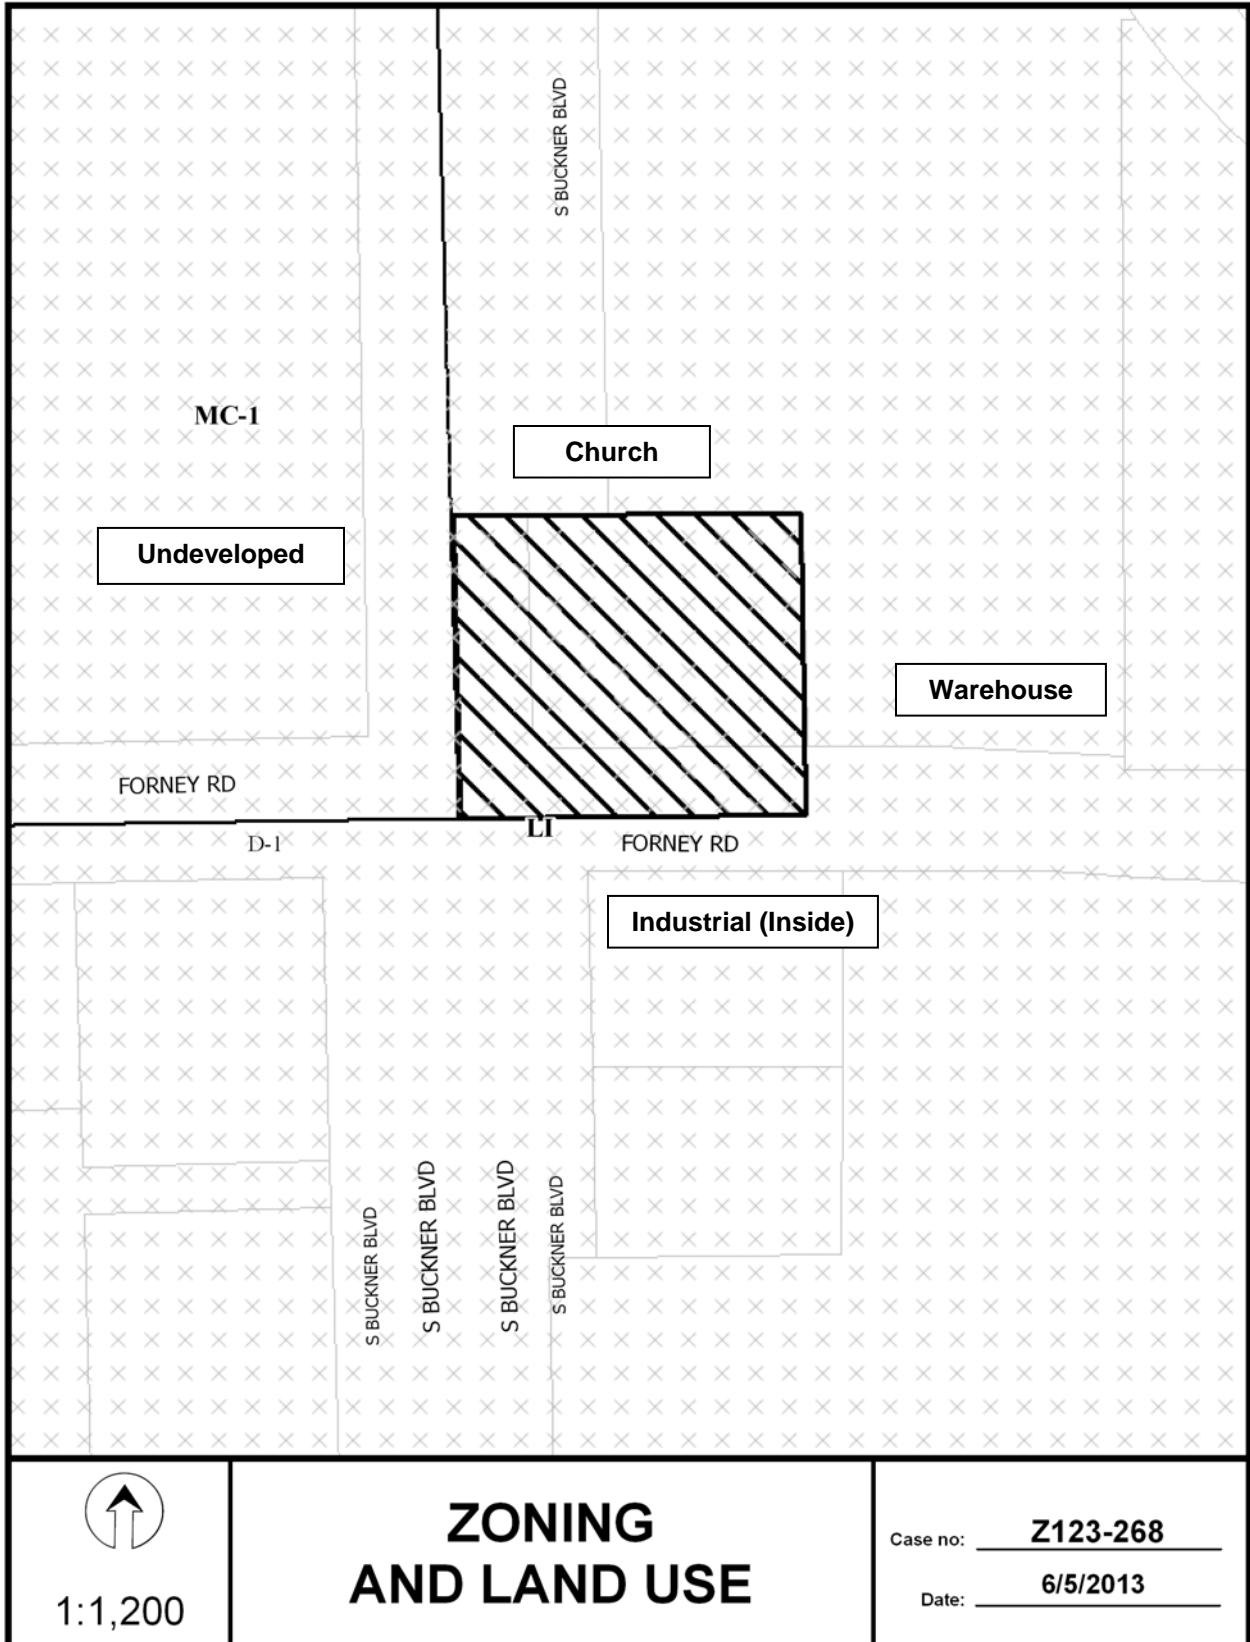 S BUCKNER BLVD
MC-1
Church
Undeveloped
Warehouse
FORNEY RD
LI
D-1
FORNEY RD
Industrial (Inside)
S BUCKNER BLVD
S BUCKNER BLVD
S BUCKNER BLVD
S BUCKNER BLVD
1:1,200
ZONING
AND LAND USE
Case no: Z123-268
Date: 6/5/2013